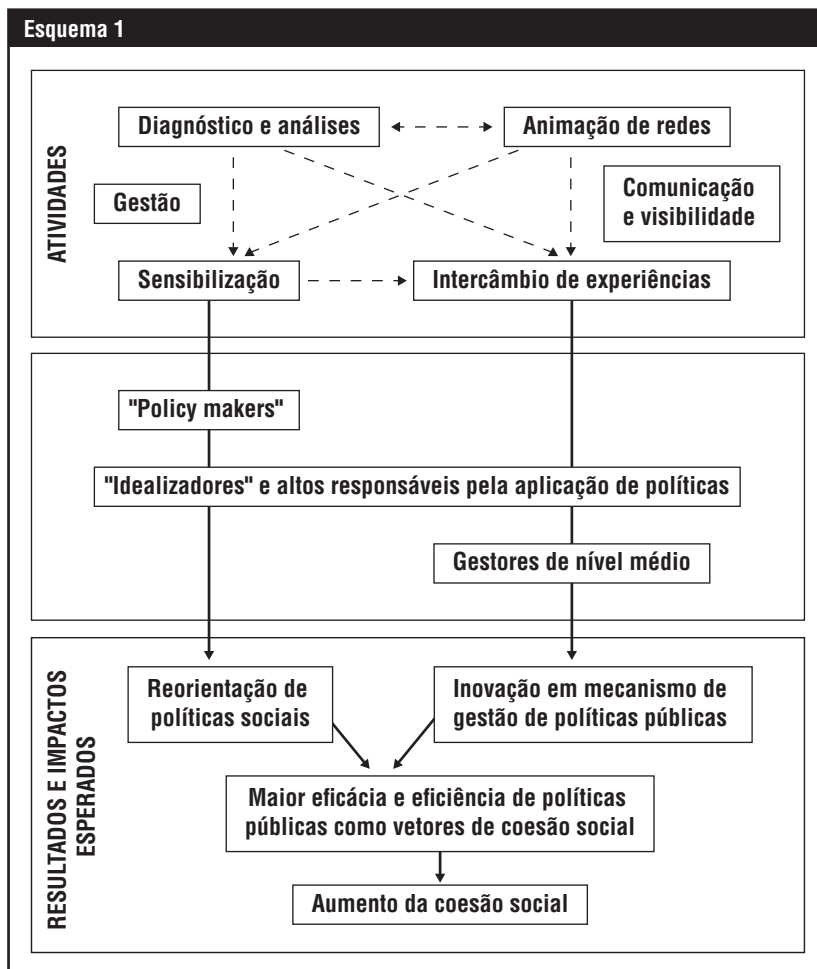 Esquema 1
ATIVIDADES
Diagnóstico e análises
Animação de redes
Gestão
Comunicação
e visibilidade
Sensibilização
Intercâmbio de experiências
"Policy makers"
"Idealizadores" e altos responsáveis pela aplicação de políticas
Gestores de nível médio
RESULTADOS E IMPACTOS
ESPERADOS
Reorientação de
políticas sociais
Inovação em mecanismo de
gestão de políticas públicas
Maior eficácia e eficiência de políticas
públicas como vetores de coesão social
Aumento da coesão social